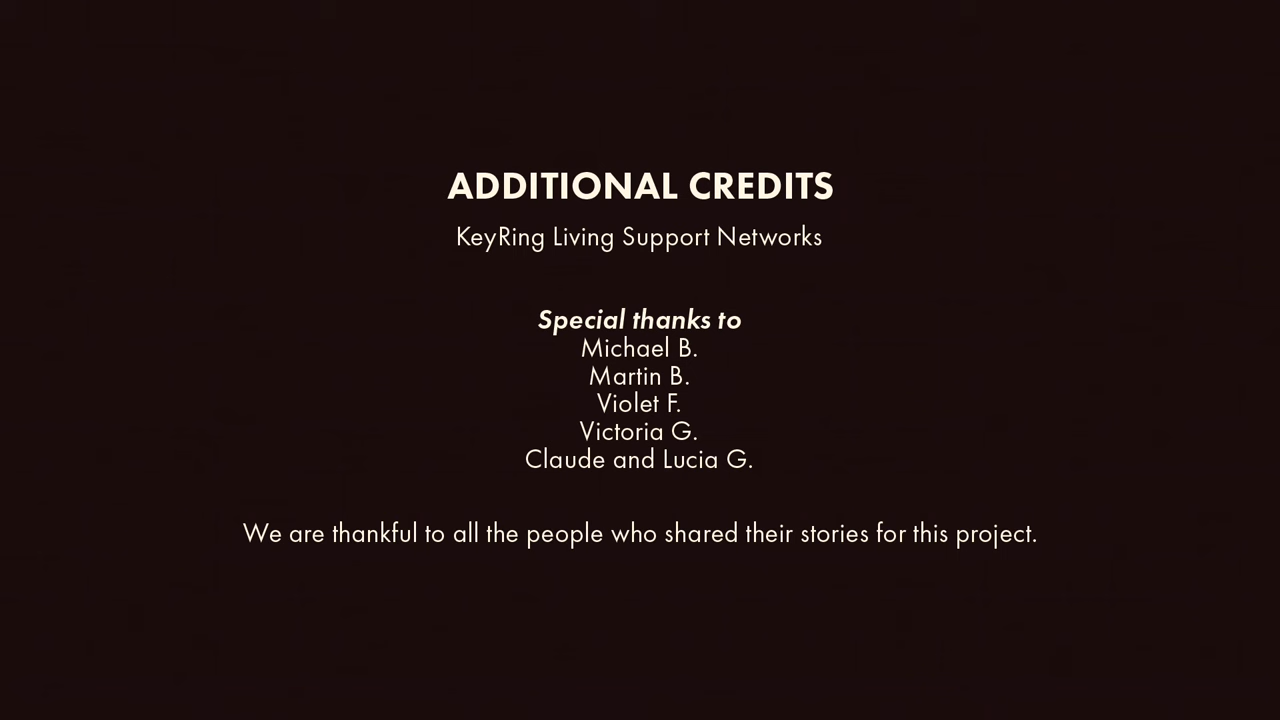 ADDITIONAL CREDITS
KeyRing Living Support Networks
Special thanks to
Michael B.
Martin B.
Violet F.
Victoria G.
Claude and Lucia G.
We are thankful to all the people who shared their stories for this project.